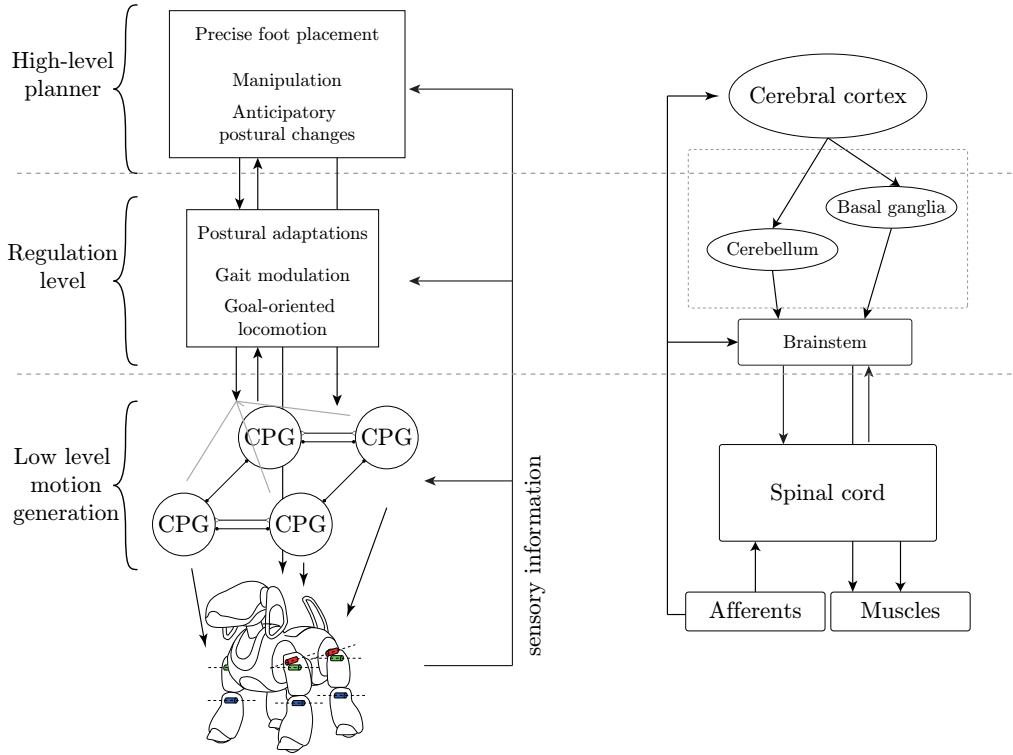 High-level
planner
Precise foot placement
Manipulation
Anticipatory
postural changes
Regulation
level
Postural adaptations
Gait modulation
Goal-oriented
locomotion
Low level
motion
generation
CPG
CPG
CPG
CPG
sensory information
Cerebral cortex
Basal ganglia
Cerebellum
Brainstem
Spinal cord
Afferents
Muscles